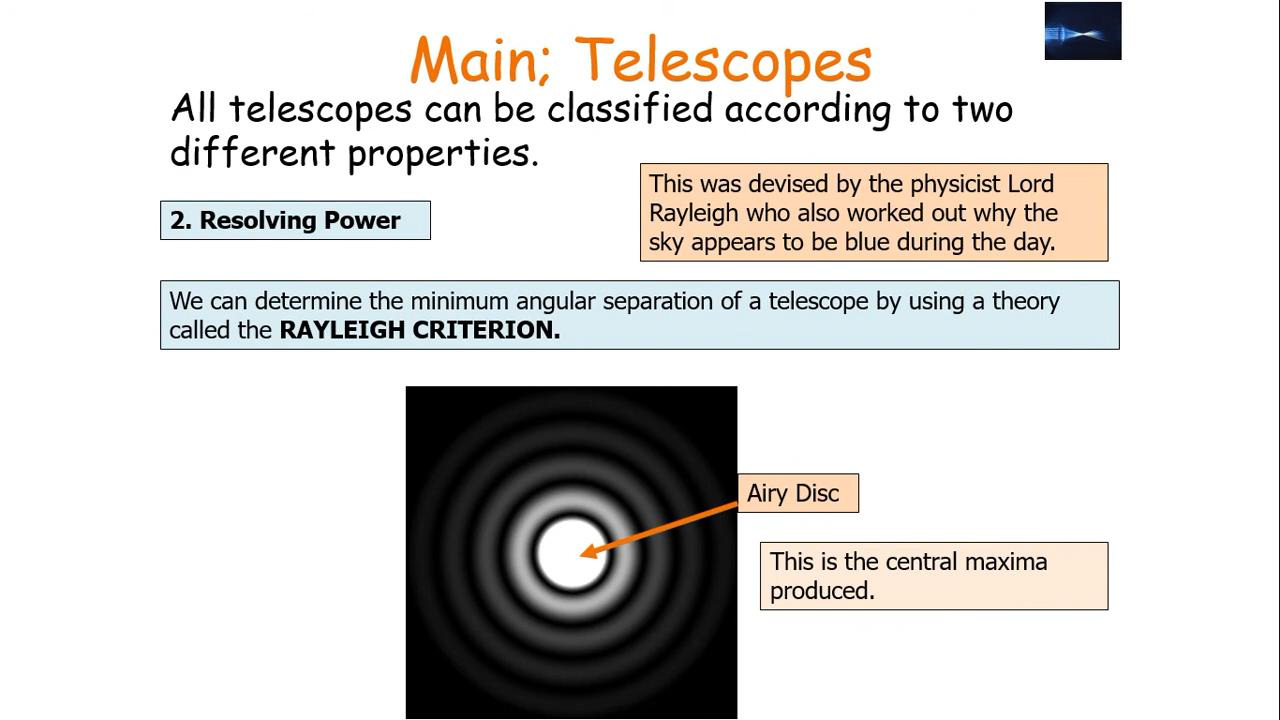 Main; Telescopes
All telescopes can be classified according to two
different properties.
This was devised by the physicist Lord
Rayleigh who also worked out why the
sky appears to be blue during the day.
2. Resolving Power
We can determine the minimum angular separation of a telescope by using a theory
called the RAYLEIGH CRITERION.
Airy Disc
This is the central maxima
produced.